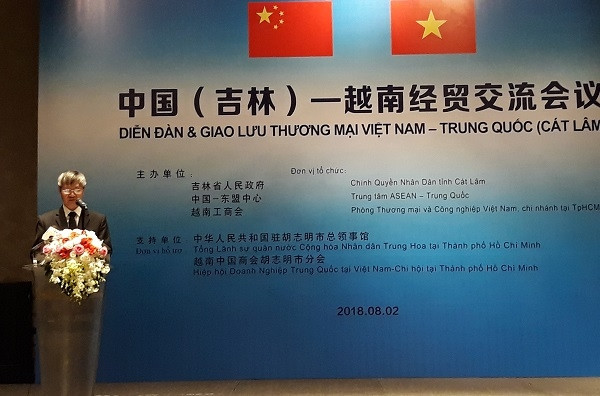 中国（吉林）—越南经贸交流会议
DIỄN ĐÀN & GIAO LƯU THƯƠNG MẠI VIỆT NAM – TRUNG QUỐC (CÁT LÂM
主办单位：
Đơn vị tổ chức:
吉林省人民政府
Chính Quyền Nhân Dân tỉnh Cát Lâm
中国－东盟中心
Trung tâm ASEAN – Trung Quốc
越南工商会
Phòng Thương mại và Công nghiệp Việt Nam, chi nhánh tại TpHCM
支持单位：
中华人民共和国驻胡志明市总领事馆
Đơn vị hỗ trợ:
Tổng Lãnh sự quán nước Cộng hòa Nhân dân Trung Hoa tại Thành phố Hồ Chí Minh
越南中国商会胡志明市分会
Hiệp hội Doanh Nghiệp Trung Quốc tại Việt Nam-Chi hội tại Thành phố Hồ Chí Minh
2018.08.02